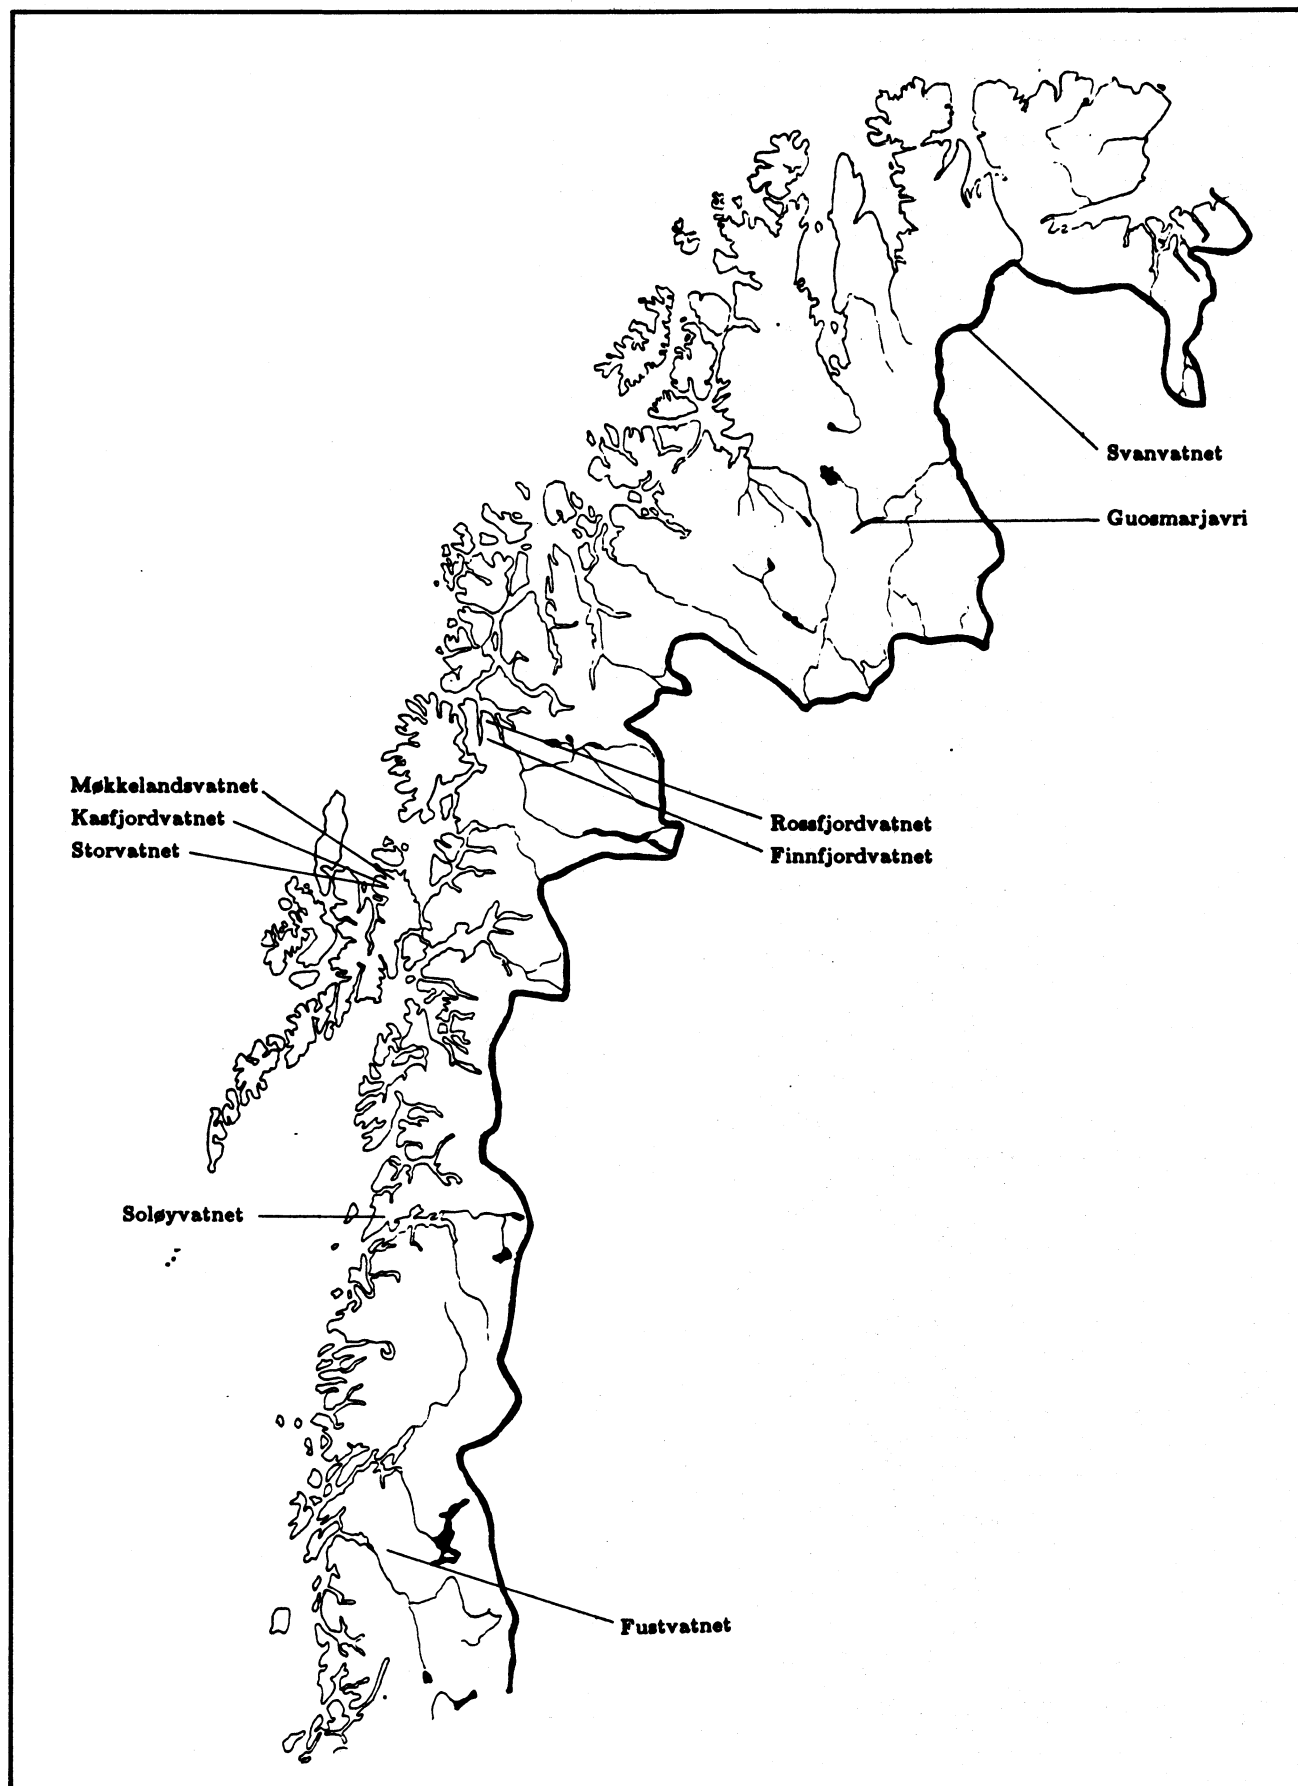 Svanvatnet
Guosmarjavri
Møkkelandsvatnet
Kasfjordvatnet
Storvatnet
Rossfjordvatnet
Finnfjordvatnet
Soløyvatnet
Fustvatnet